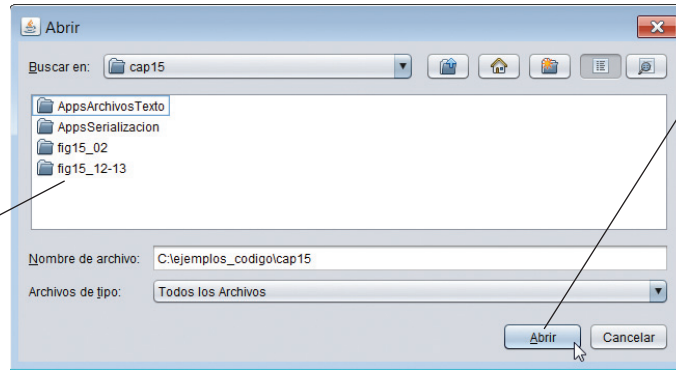 Abrir
Buscar en: cap15
AppsArchivosTexto
AppsSerializacion
fig15_02
fig15_12-13
Nombre de archivo: C:\ejemplos_codigo\cap15
Archivos de tipo: Todos los Archivos
Abrir Cancelar